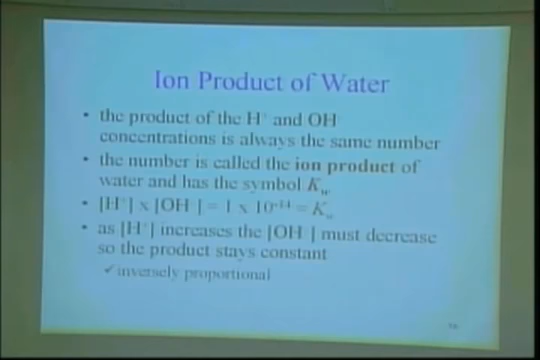 Ion Product of Water
• the product of the H⁺ and OH
concentrations is always the same number
• the number is called the ion product of
water and has the symbol Kw
• [H⁺] x [OH⁻] = 1 x 10⁻¹⁴ = Kw
• as [H⁺] increases the [OH⁻] must decrease
so the product stays constant
✓inversely proportional